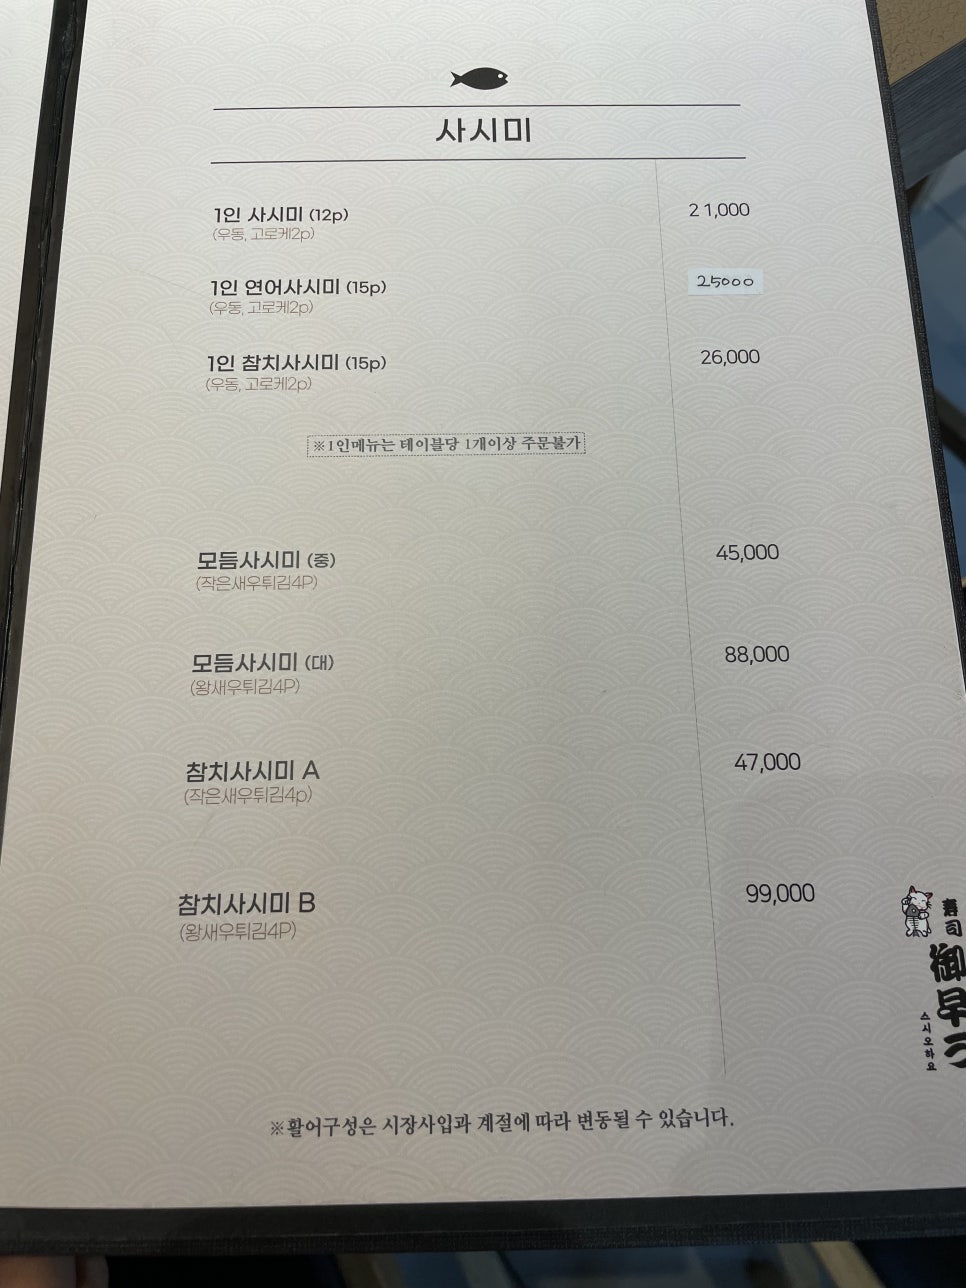 사시미
1인 사시미 (12p)
21,000
(우동, 고로케2p)
1인 연어사시미 (15p)
25000
(우동, 고로케2p)
1인 참치사시미 (15p)
26,000
(우동, 고로케2p)
※1인메뉴는 테이블당 1개이상 주문불가
모듬사시미 (중)
45,000
(작은새우튀김4P)
모듬사시미 (대)
88,000
(왕새우튀김4P)
참치사시미 A
47,000
(작은새우튀김4p)
참치사시미 B
99,000
(왕새우튀김4P)
寿司
御早
스시오하요
※활어구성은 시장사입과 계절에 따라 변동될 수 있습니다.